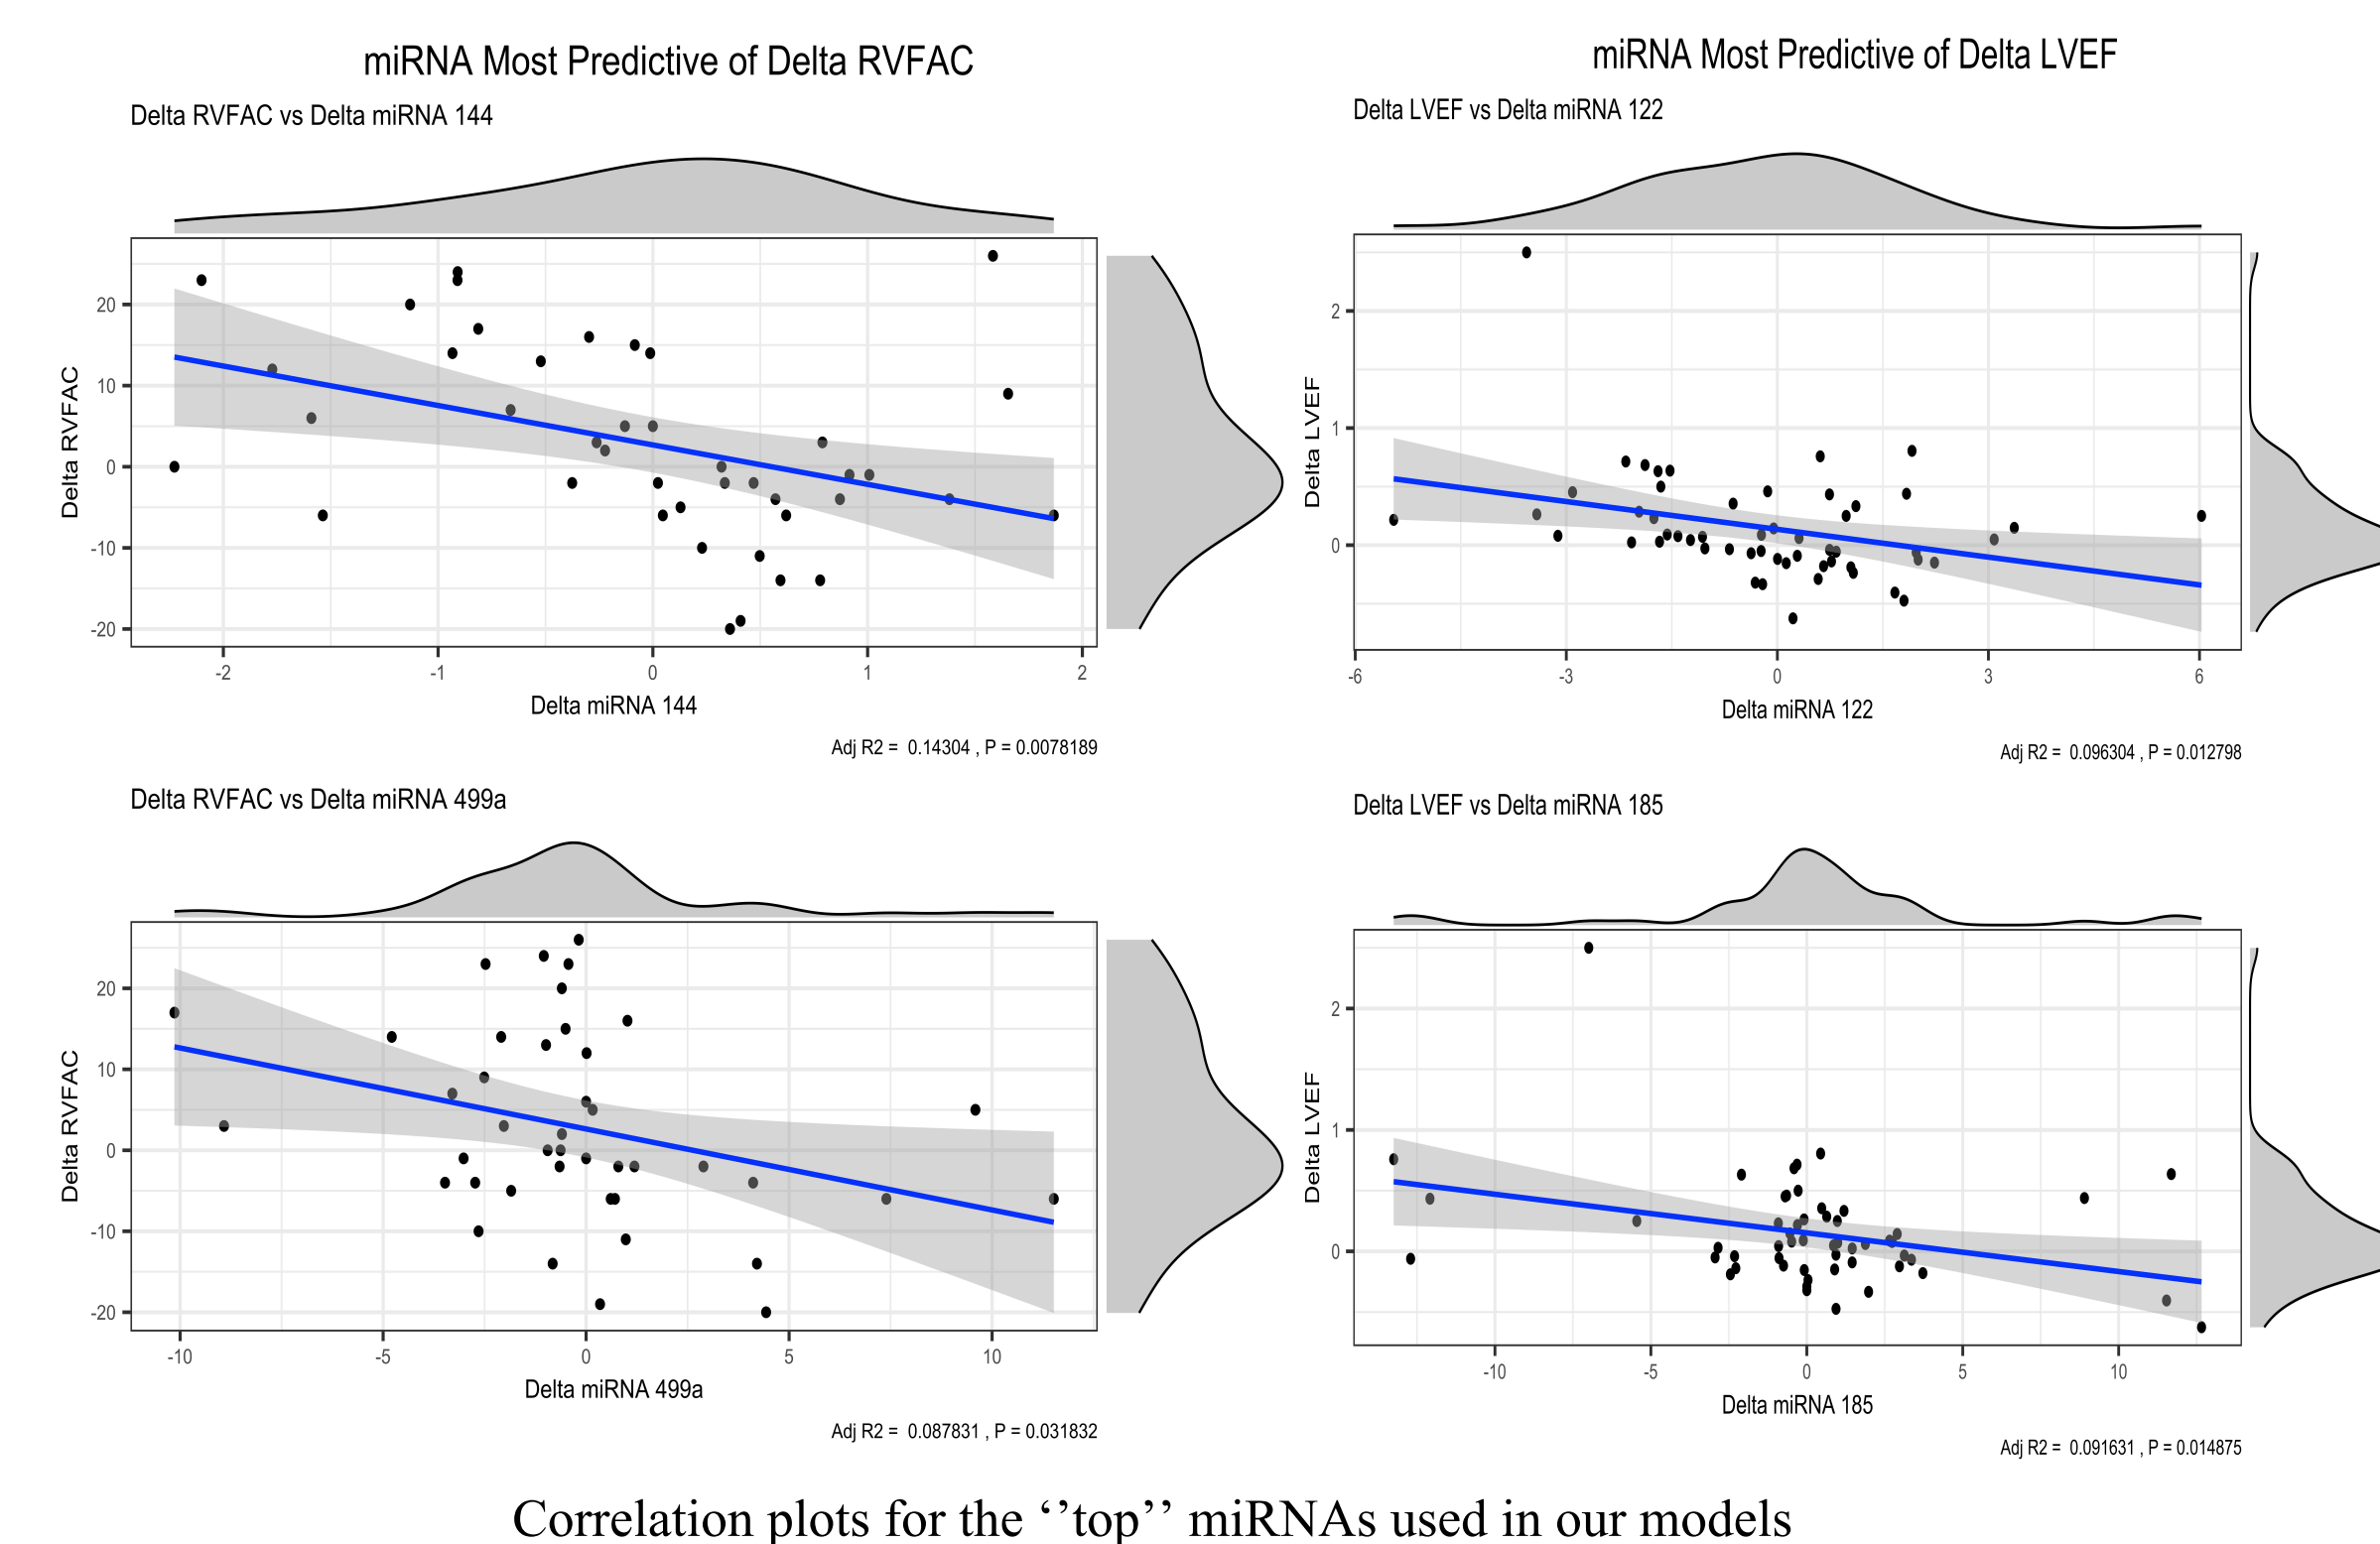 miRNA Most Predictive of Delta RVFAC
Delta RVFAC vs Delta miRNA 144
Delta RVFAC
20
10
0
-10
-20
-2
-1
0
1
2
Delta miRNA 144
Adj R2 = 0.14304 , P = 0.0078189
miRNA Most Predictive of Delta LVEF
Delta LVEF vs Delta miRNA 122
Delta LVEF
2
1
0
-6
-3
0
3
6
Delta miRNA 122
Adj R2 = 0.096304 , P = 0.012798
Delta RVFAC vs Delta miRNA 499a
Delta RVFAC
20
10
0
-10
-20
-10
-5
0
5
10
Delta miRNA 499a
Adj R2 = 0.087831 , P = 0.031832
Delta LVEF vs Delta miRNA 185
Delta LVEF
2
1
0
-10
-5
0
5
10
Delta miRNA 185
Adj R2 = 0.091631 , P = 0.014875
Correlation plots for the ‘’top’’ miRNAs used in our models